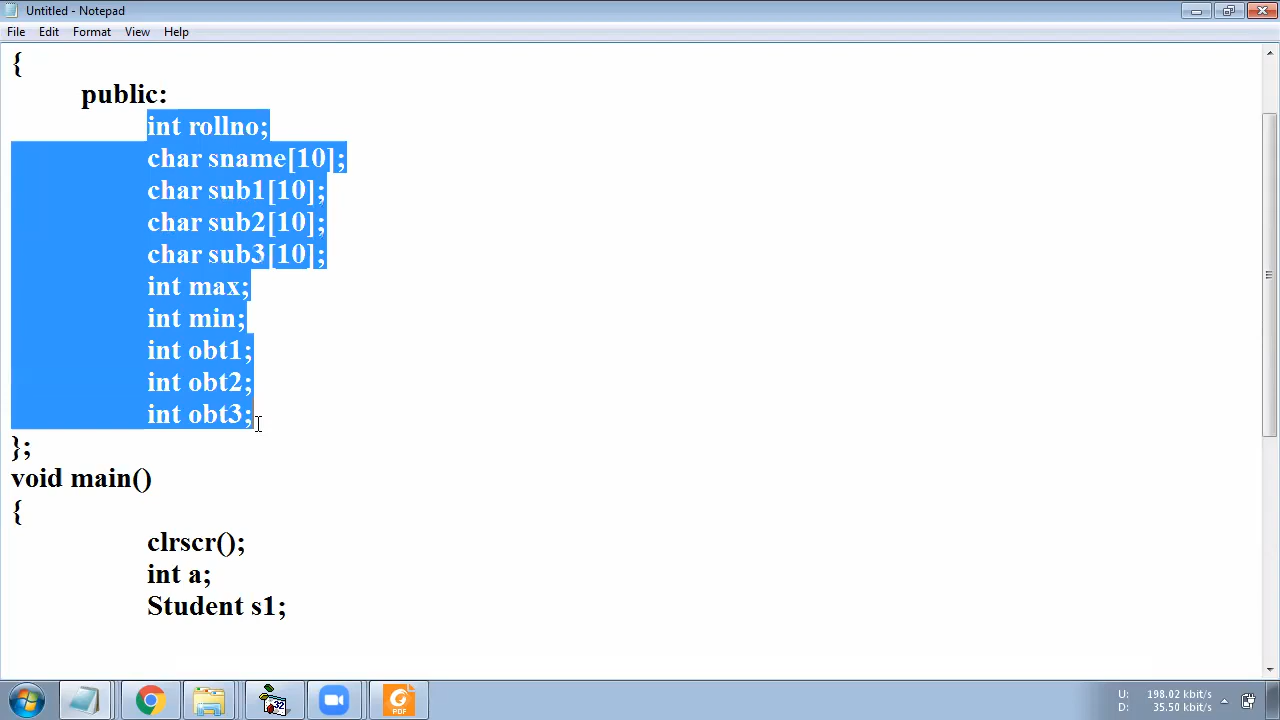 Untitled - Notepad
File Edit Format View Help
{
public:
int rollno;
char sname[10];
char sub1[10];
char sub2[10];
char sub3[10];
int max;
int min;
int obt1;
int obt2;
int obt3;
};
void main()
{
clrscr();
int a;
Student s1;
32
PDF
U: 198.02 kbit/s
D: 35.50 kbit/s